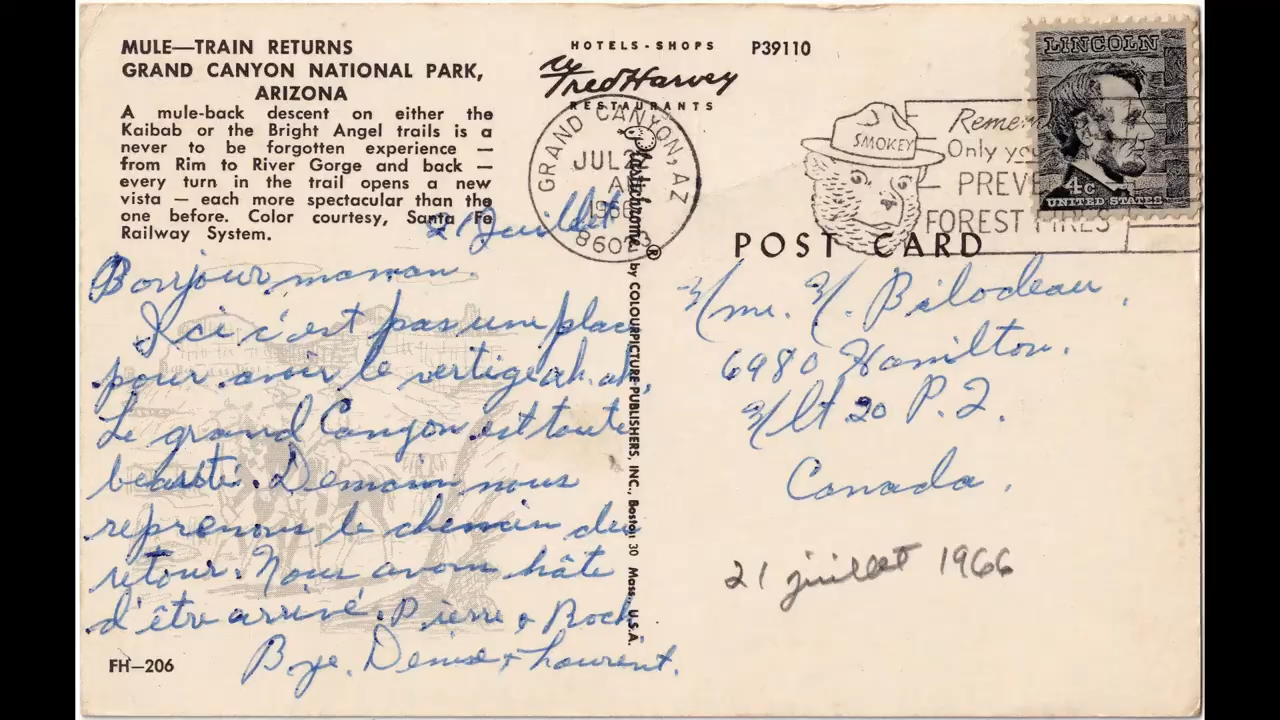 MULE—TRAIN RETURNS
GRAND CANYON NATIONAL PARK,
ARIZONA
A mule-back descent on either the
Kaibab or the Bright Angel trails is a
never to be forgotten experience —
from Rim to River Gorge and back —
every turn in the trail opens a new
vista — each more spectacular than the
one before. Color courtesy, Santa Fe
Railway System.
HOTELS-SHOPS
Fred Harvey
RESTAURANTS
P39110
GRAND CANYON, AZ
JUL 2
A
1966
SMOKEY
Only
PREVE
FOREST FIRES
LINCOLN
4c
UNITED STATES
POST CARD
21 Juillet
Bonjour maman.
Ici c'est pas une place
pour avoir le vertige ah. ah.
Le grand Canyon est toute
beauté. Demain nous
reprenons le chemin du
retour. Nous avons hâte
d'être arrivé. Pierre & Roch
Bye. Denise & Laurent.
FH—206
Plastichrome® by COLOURPICTURE PUBLISHERS, INC., Boston 30 Mass., U.S.A.
Mme. M. Bilodeau.
6980 Hamilton.
Mlt 20 P.Q.
Canada.
21 juillet 1966